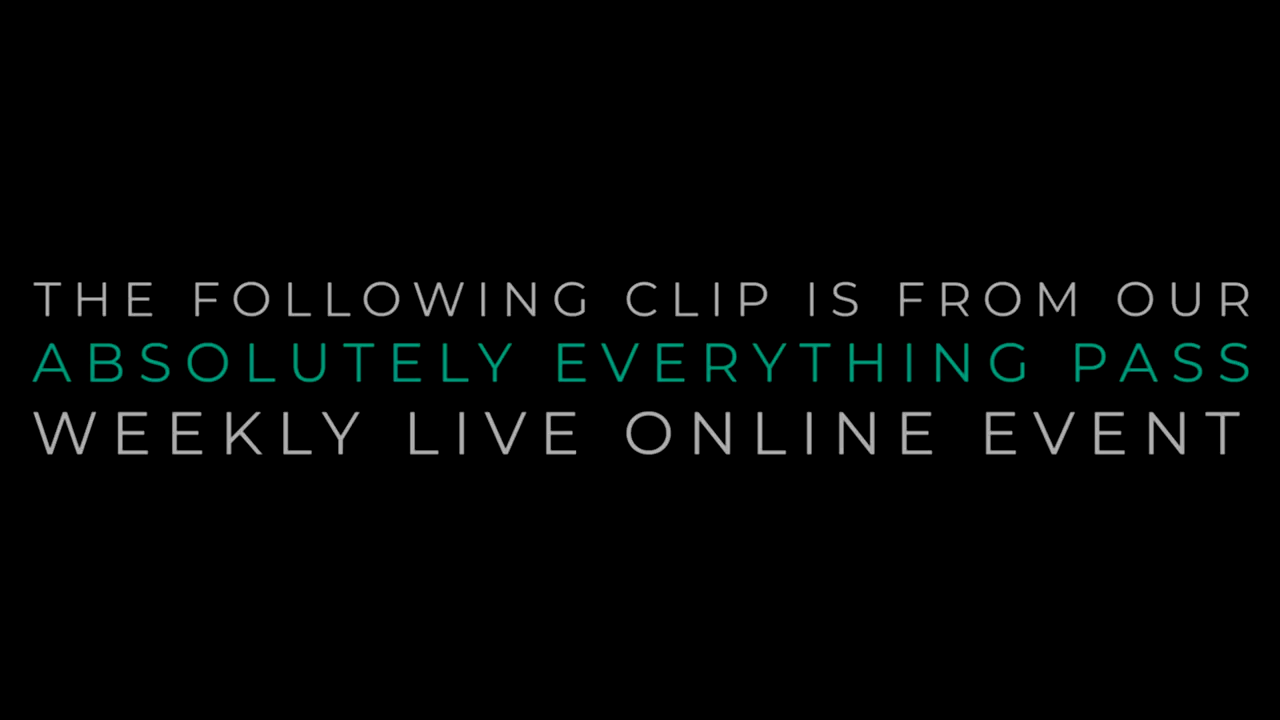 THE FOLLOWING CLIP IS FROM OUR
ABSOLUTELY EVERYTHING PASS
WEEKLY LIVE ONLINE EVENT